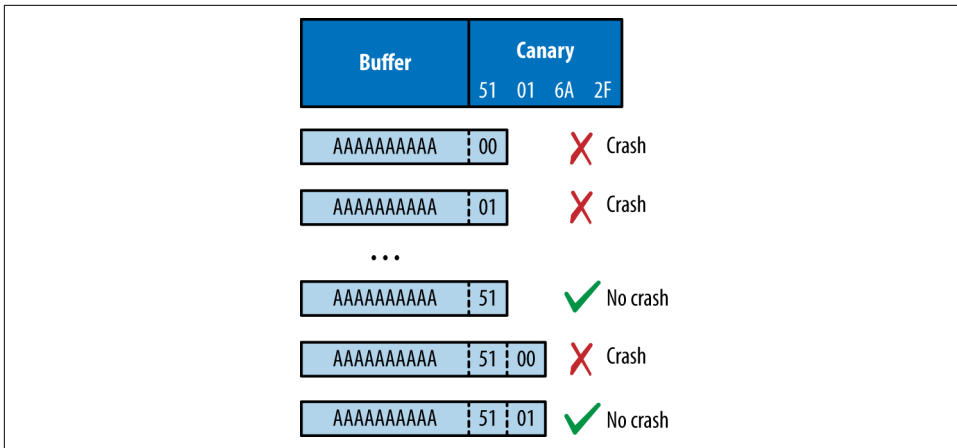 Buffer Canary
51 01 6A 2F
AAAAAAAAAA 00 Crash
AAAAAAAAAA 01 Crash
...
AAAAAAAAAA 51 No crash
AAAAAAAAAA 51 00 Crash
AAAAAAAAAA 51 01 No crash